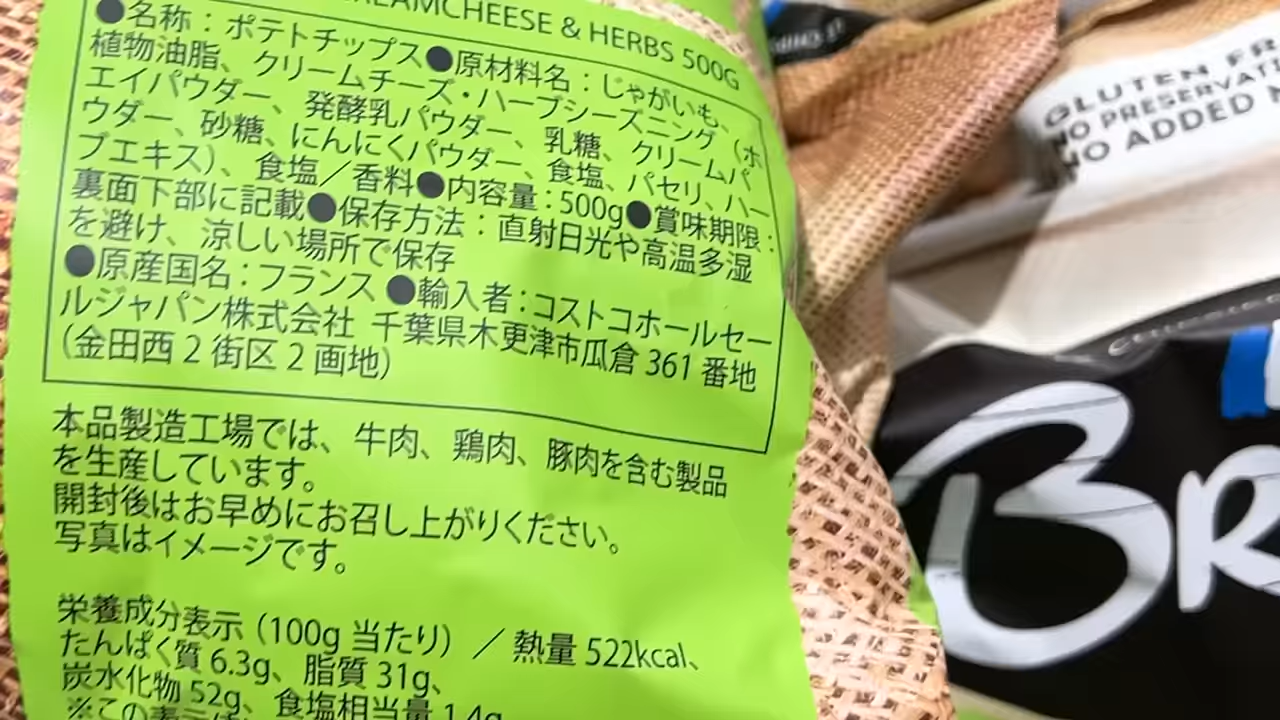 CREAMCHEESE & HERBS 500G
●名称：ポテトチップス●原材料名：じゃがいも、
植物油脂、クリームチーズ・ハーブシーズニング（ホ
エイパウダー、発酵乳パウダー、乳糖、クリームパ
ウダー、砂糖、にんにくパウダー、食塩、パセリ、ハー
ブエキス）、食塩／香料●内容量：500g●賞味期限：
裏面下部に記載●保存方法：直射日光や高温多湿
を避け、涼しい場所で保存
●原産国名：フランス ●輸入者：コストコホールセー
ルジャパン株式会社 千葉県木更津市瓜倉 361 番地
（金田西 2 街区 2 画地）
本品製造工場では、牛肉、鶏肉、豚肉を含む製品
を生産しています。
開封後はお早めにお召し上がりください。
写真はイメージです。
栄養成分表示（100g 当たり）／熱量 522kcal、
たんぱく質 6.3g、脂質 31g、
炭水化物 52g、食塩相当量 1.4g
※この表示は
GLUTEN FR
NO PRESERVATI
NO ADDED
BR